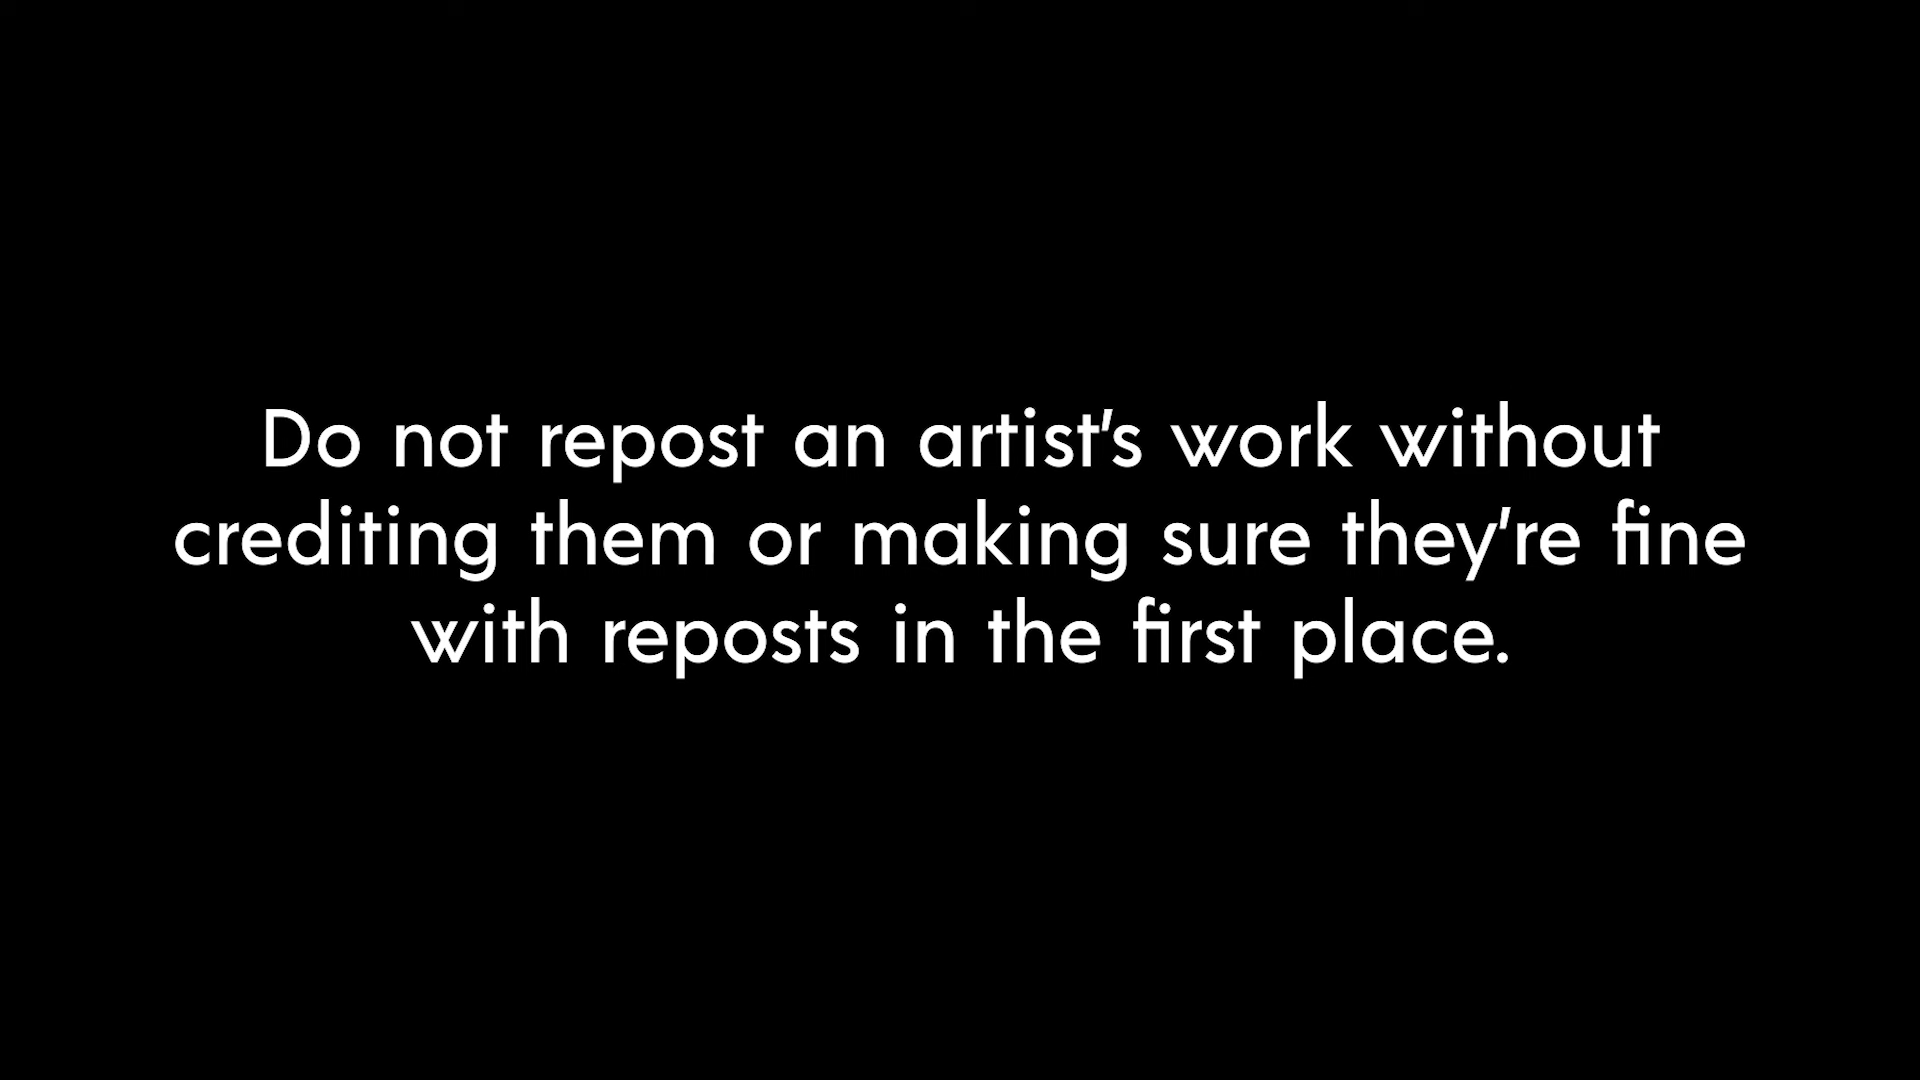 Do not repost an artist's work without
crediting them or making sure they're fine
with reposts in the first place.